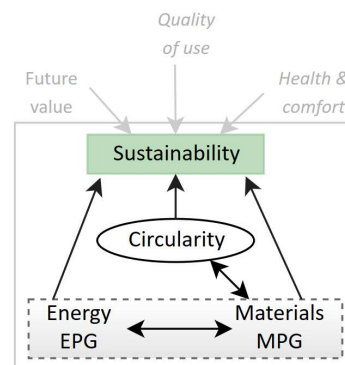 Quality
of use
Future
value
Health &
comfort
Sustainability
Circularity
Energy
EPG
Materials
MPG